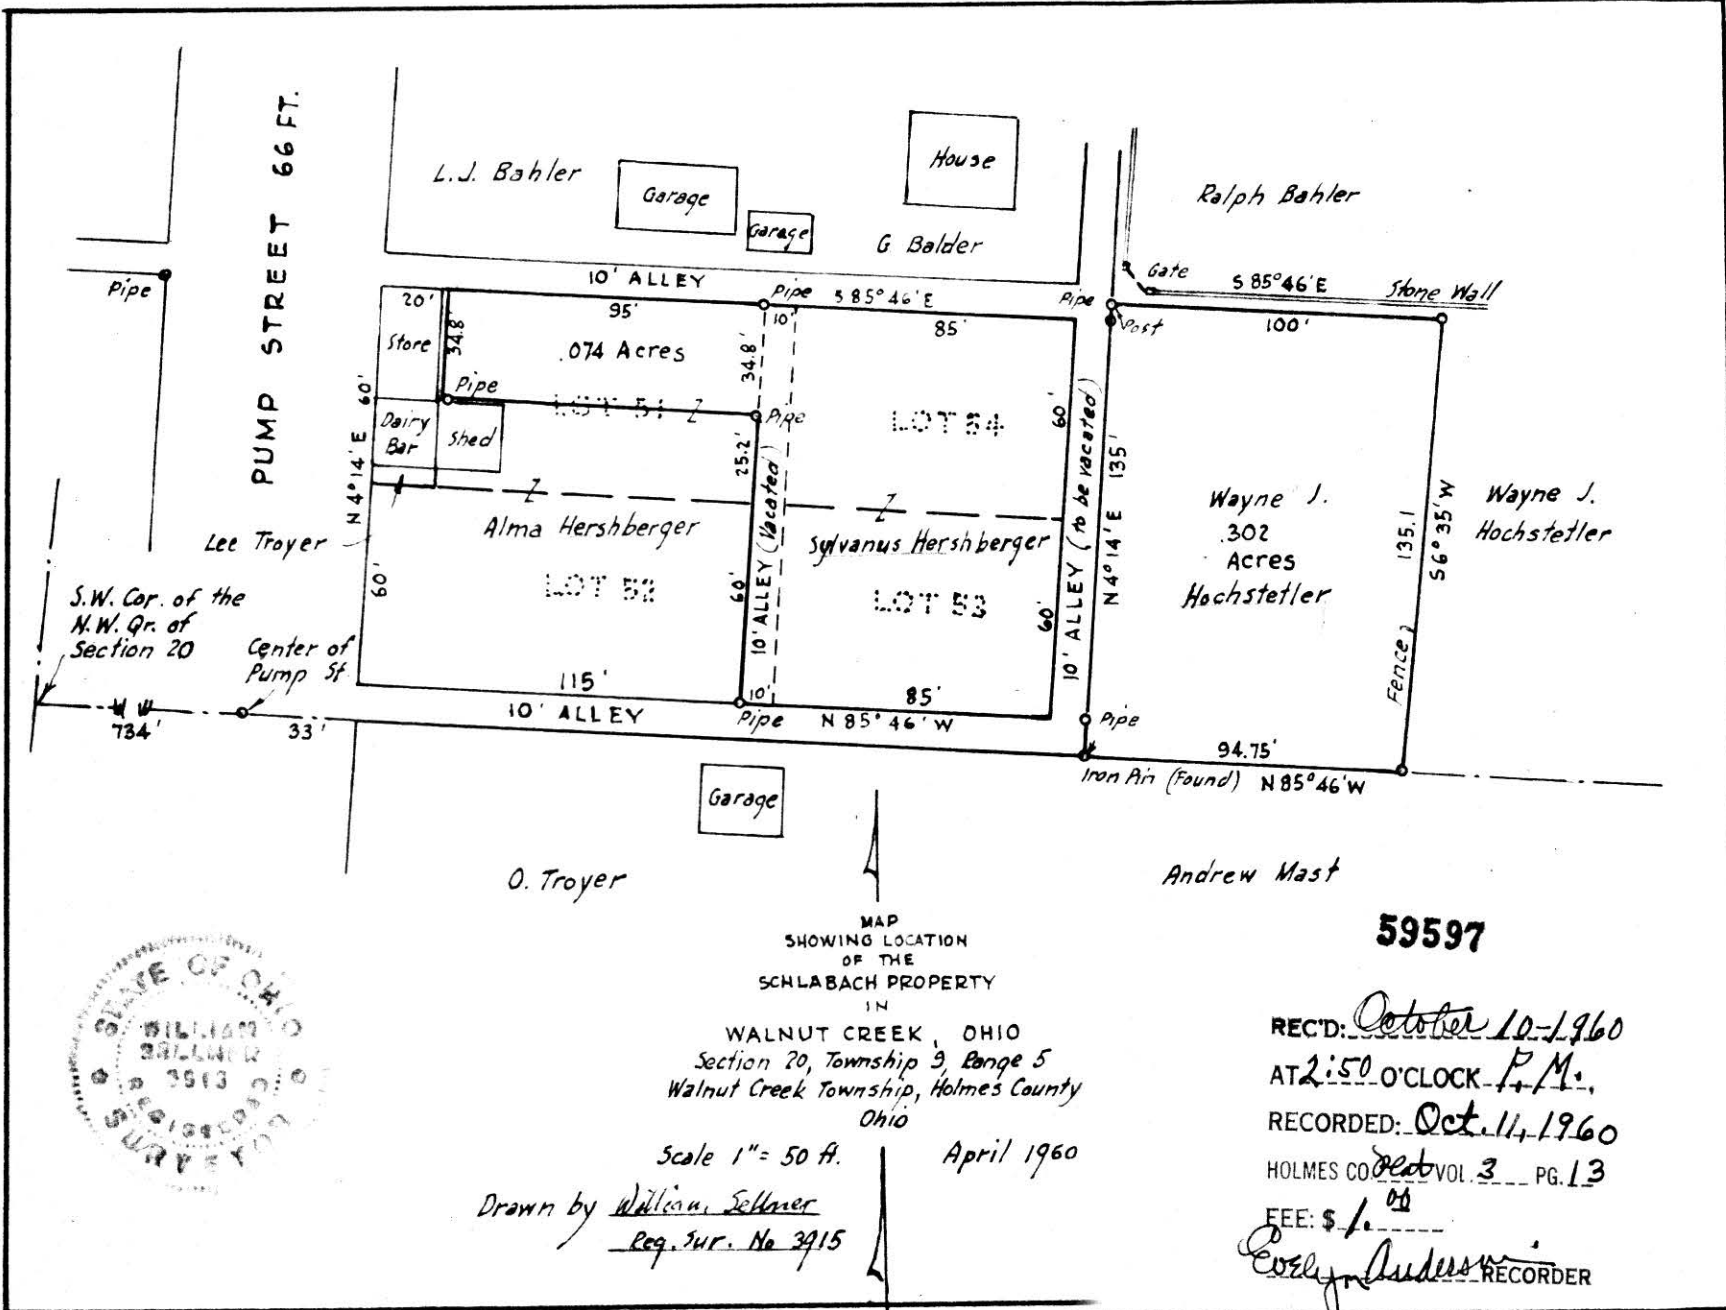 PUMP STREET 66 FT.
L.J. Bahler
Garage
Garage
House
G Balder
Ralph Bahler
Pipe
10' ALLEY
Pipe
S 85° 46' E
Pipe
Gate
S 85° 46' E
Stone Wall
Post
100'
20'
95'
10'
85'
Store
34.8'
.074 Acres
34.8'
Pipe
LOT 51
Pipe
LOT 54
60'
Dairy
Bar
Shed
25.2'
60'
N 4° 14' E
10' ALLEY (Vacated)
10' ALLEY (to be vacated)
N 4° 14' E 135'
Alma Hershberger
Sylvanus Hershberger
Wayne J.
.302
Acres
Hochstetler
135.1
S 6° 35' W
Wayne J.
Hochstetler
Lee Troyer
60'
LOT 52
60'
LOT 53
60'
Fence
S.W. Cor. of the
N.W. Qr. of
Section 20
Center of
Pump St.
734'
33'
115'
10'
85'
10' ALLEY
Pipe
N 85° 46' W
Pipe
94.75'
Iron Pin (Found)
N 85° 46' W
Garage
O. Troyer
Andrew Mast
MAP
SHOWING LOCATION
OF THE
SCHLABACH PROPERTY
IN
WALNUT CREEK, OHIO
Section 20, Township 9, Range 5
Walnut Creek Township, Holmes County
Ohio
Scale 1" = 50 ft.
April 1960
Drawn by William Sellner
Reg. Sur. No 3915
STATE OF OHIO
WILLIAM
SELLNER
REGISTERED
SURVEYOR
59597
REC'D: October 10-1960
AT 2:50 O'CLOCK P.M.
RECORDED: Oct. 11, 1960
HOLMES CO Plat VOL. 3 PG. 13
FEE: $ 1.00
Evelyn Anderson RECORDER